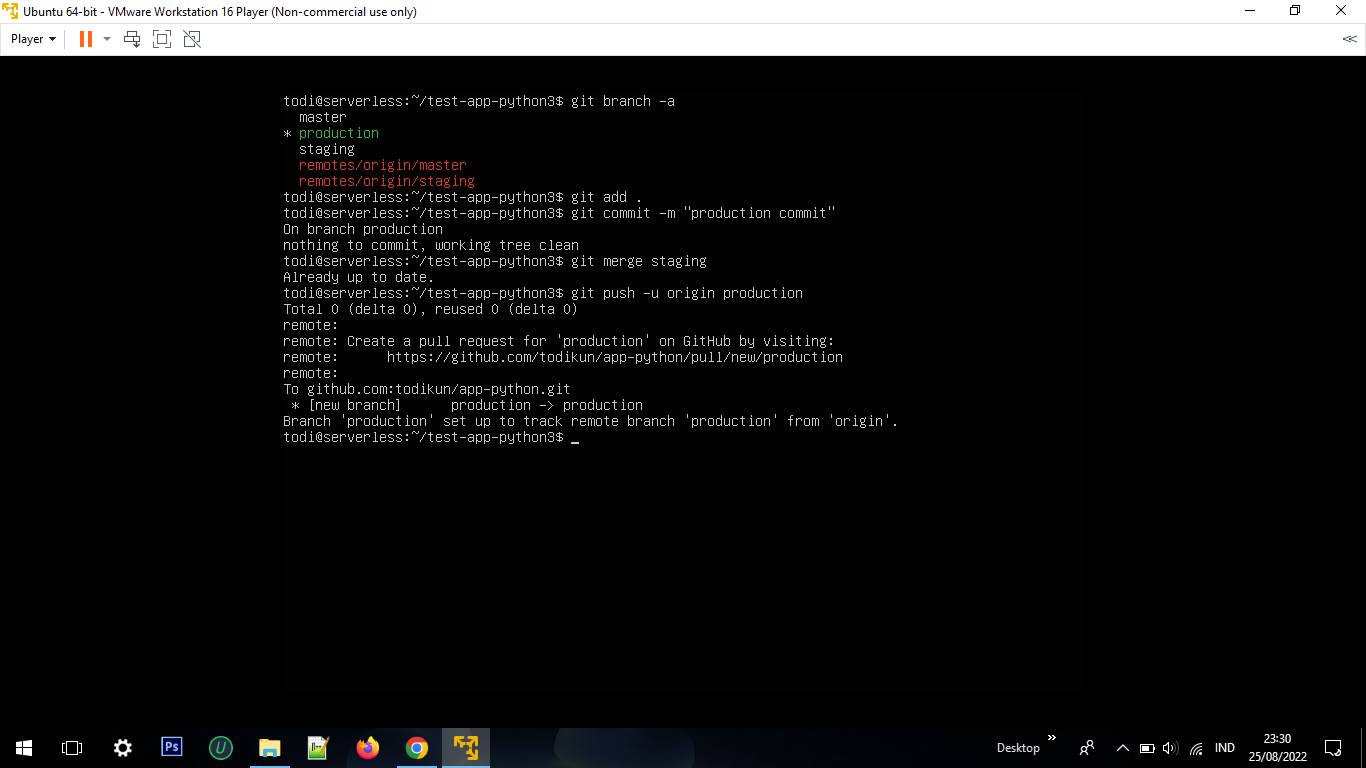 Ubuntu 64-bit - VMware Workstation 16 Player (Non-commercial use only)
Player
todi@serverless:~/test-app-python3$ git branch -a
  master
* production
  staging
  remotes/origin/master
  remotes/origin/staging
todi@serverless:~/test-app-python3$ git add .
todi@serverless:~/test-app-python3$ git commit -m "production commit"
On branch production
nothing to commit, working tree clean
todi@serverless:~/test-app-python3$ git merge staging
Already up to date.
todi@serverless:~/test-app-python3$ git push -u origin production
Total 0 (delta 0), reused 0 (delta 0)
remote:
remote: Create a pull request for 'production' on GitHub by visiting:
remote:      https://github.com/todikun/app-python/pull/new/production
remote:
To github.com:todikun/app-python.git
 * [new branch]      production -> production
Branch 'production' set up to track remote branch 'production' from 'origin'.
todi@serverless:~/test-app-python3$ _
Ps
U
Desktop
IND
23:30
25/08/2022